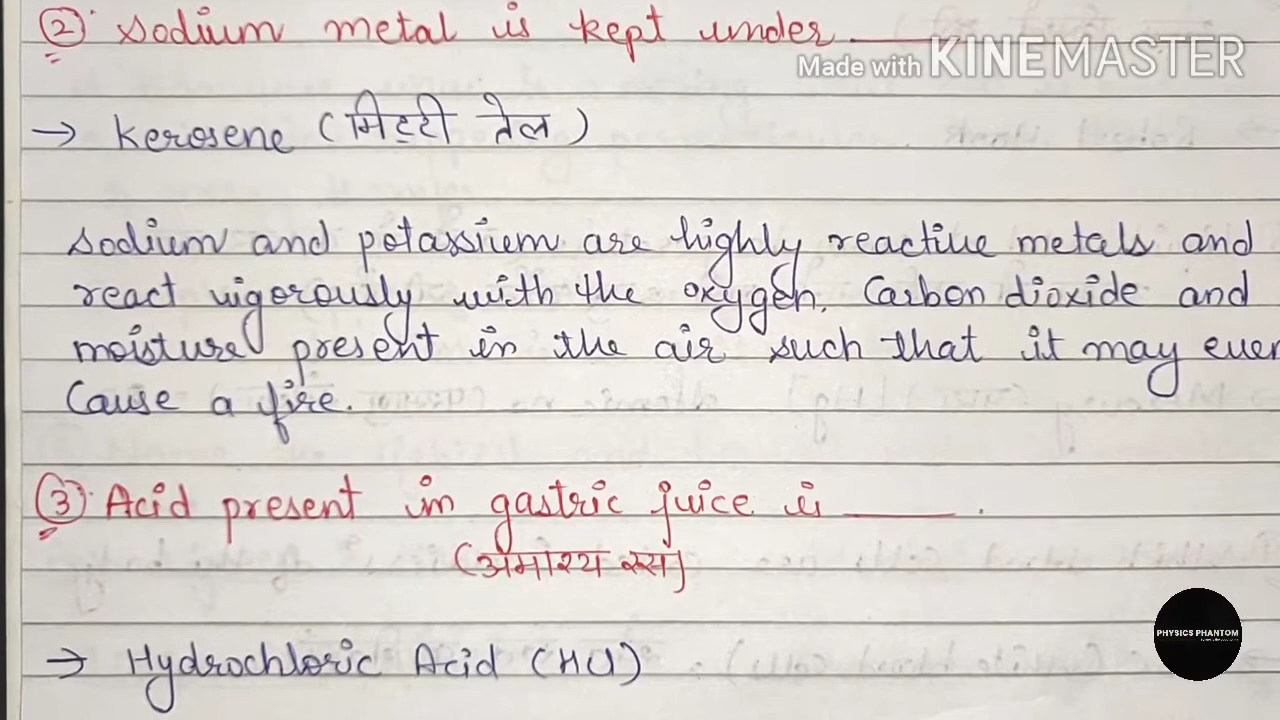 ② Sodium metal is kept under ______
Made with KINEMASTER
→ Kerosene (मिटटी तेल)
Sodium and potassium are highly reactive metals and
react vigorously with the oxygen. Carbon dioxide and
moisture present in the air such that it may even
Cause a fire.
③ Acid present in gastric juice is ______ .
(अमाश्य रस)
PHYSICS PHANTOM
→ Hydrochloric Acid (HCl)